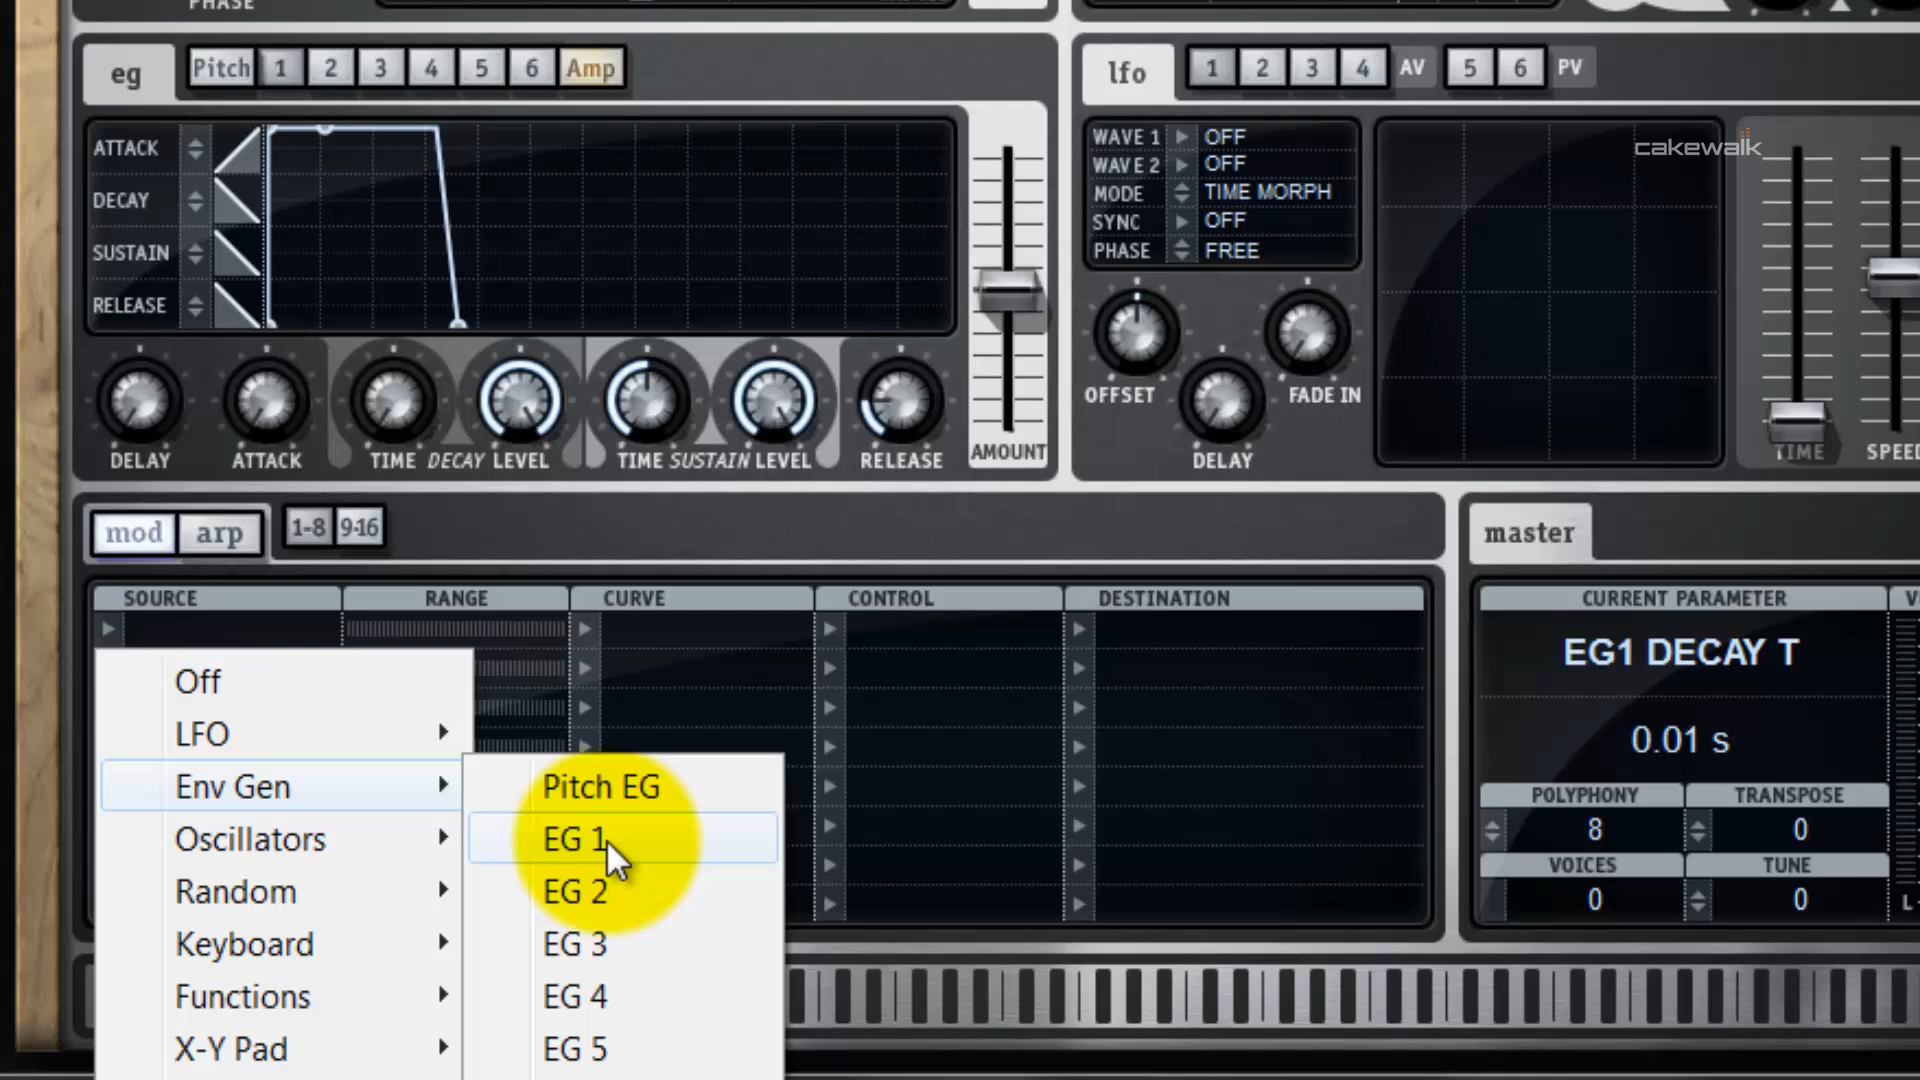 PHASE
eg Pitch 1 2 3 4 5 6 Amp
lfo 1 2 3 4 AV 5 6 PV
cakewalk
ATTACK
DECAY
SUSTAIN
RELEASE
WAVE 1 OFF
WAVE 2 OFF
MODE TIME MORPH
SYNC OFF
PHASE FREE
OFFSET
FADE IN
DELAY
TIME
SPEED
DELAY ATTACK TIME DECAY LEVEL TIME SUSTAIN LEVEL RELEASE
AMOUNT
mod arp 1-8 9-16
master
SOURCE RANGE CURVE CONTROL DESTINATION
CURRENT PARAMETER
EG1 DECAY T
0.01 s
POLYPHONY TRANSPOSE
8 0
VOICES TUNE
0 0
L
Off
LFO
Env Gen
Oscillators
Random
Keyboard
Functions
X-Y Pad
Pitch EG
EG 1
EG 2
EG 3
EG 4
EG 5